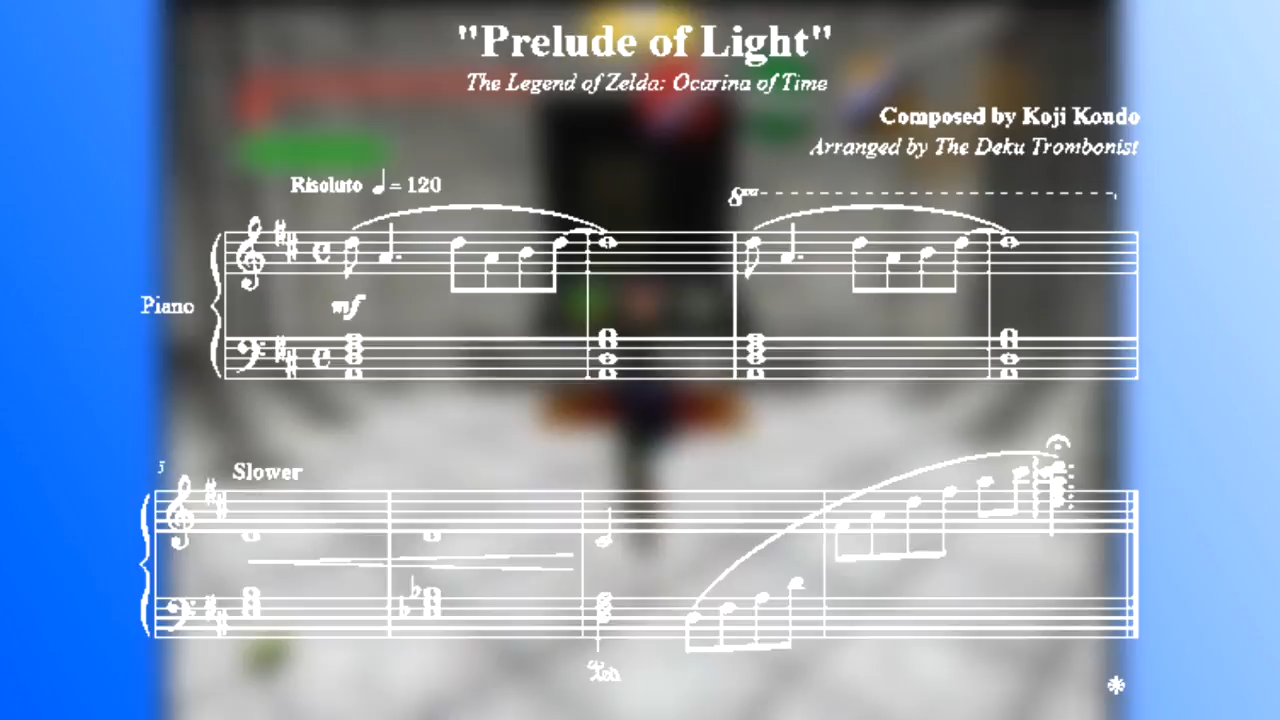 "Prelude of Light"
The Legend of Zelda: Ocarina of Time
Composed by Koji Kondo
Arranged by The Deku Trombonist
Risoluto ♩= 120
8va
Piano
mf
5
Slower
Ped.